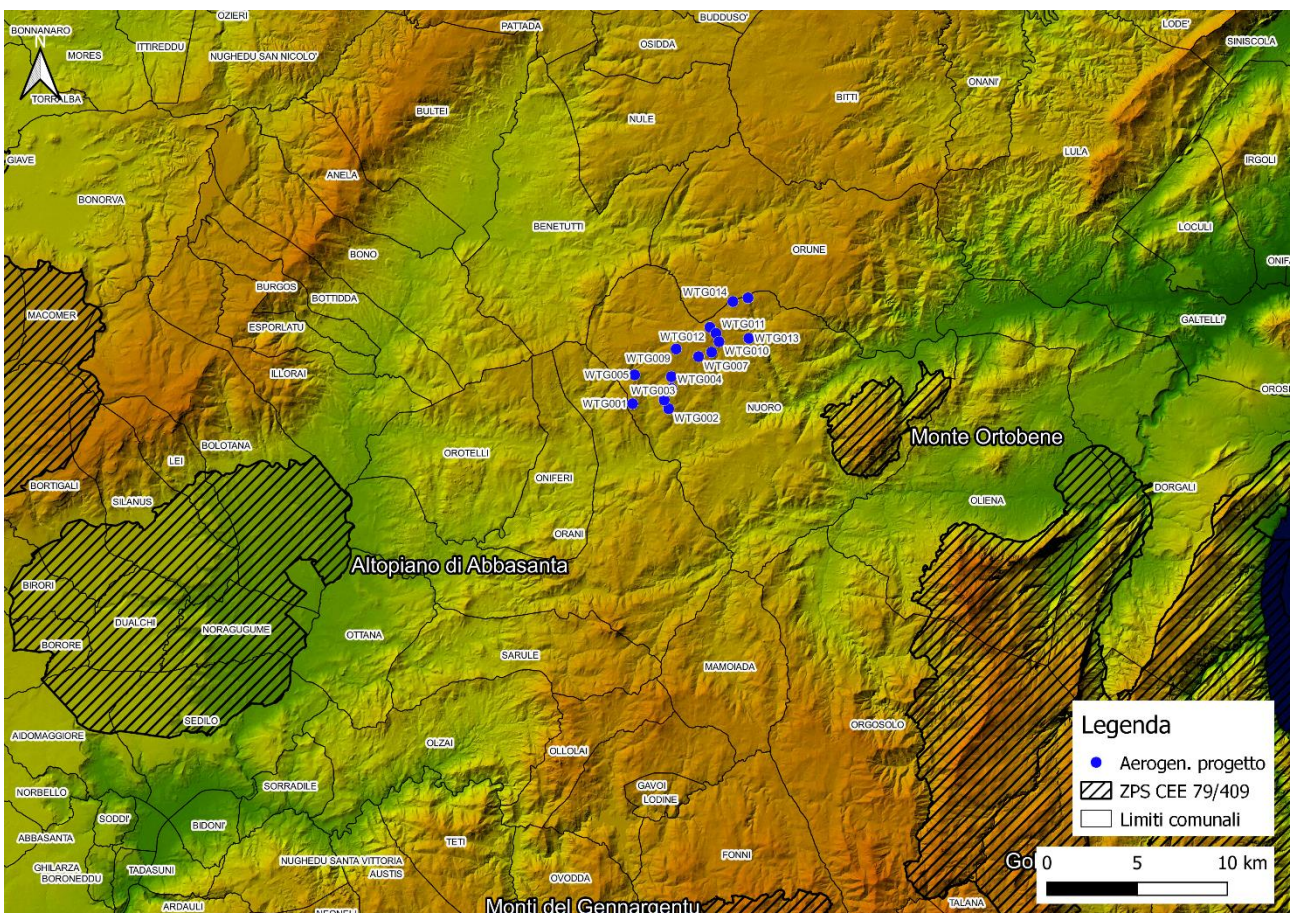 BONNANARO
OZIERI
PATTADA
BUDDUSO'
LODE'
N
MORES
ITTIREDDU
NUGHEDU SAN NICOLO'
OSIDDA
SINISCOLA
TORRALBA
BULTEI
NULE
BITTI
ONANI'
GIAVE
ANELA
LULA
IRGOLI
BONORVA
BENETUTTI
LOCULI
BONO
ORUNE
ONIFA
BURGOS
BOTTIDDA
MACOMER
ESPORLATU
WTG014
GALTELLI'
WTG011
WTG012
WTG013
WTG010
WTG009
WTG007
ILLORAI
WTG005
WTG004
WTG003
WTG001
WTG002
NUORO
OROSE
BOLOTANA
LEI
OROTELLI
ONIFERI
Monte Ortobene
BORTIGALI
SILANUS
OLIENA
DORGALI
ORANI
Altopiano di Abbasanta
BIRORI
DUALCHI
NORAGUGUME
BORORE
OTTANA
SARULE
MAMOIADA
SEDILO
AIDOMAGGIORE
OLZAI
OLLOLAI
ORGOSOLO
Legenda
Aerogen. progetto
ZPS CEE 79/409
Limiti comunali
NORBELLO
SORRADILE
GAVOI
LODINE
SODDI'
BIDONI'
ABBASANTA
TETI
FONNI
GHILARZA
BORONEDDU
TADASUNI
NUGHEDU SANTA VITTORIA
AUSTIS
OVODDA
Gol
0 5 10 km
TALANA
ARDAULI
NEONELI
Monti del Gennargentu